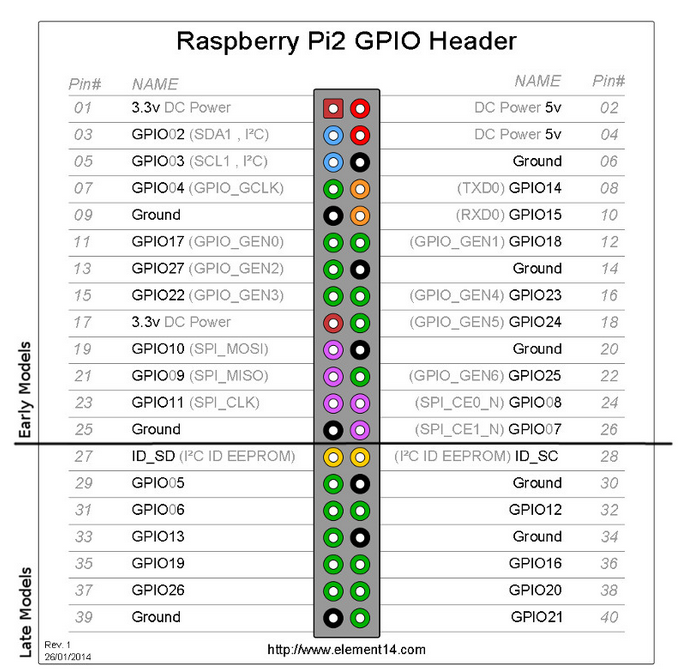 Raspberry Pi2 GPIO Header
Pin# NAME NAME Pin#
01 3.3v DC Power DC Power 5v 02
03 GPIO02 (SDA1 , I²C) DC Power 5v 04
05 GPIO03 (SCL1 , I²C) Ground 06
07 GPIO04 (GPIO_GCLK) (TXD0) GPIO14 08
09 Ground (RXD0) GPIO15 10
11 GPIO17 (GPIO_GEN0) (GPIO_GEN1) GPIO18 12
13 GPIO27 (GPIO_GEN2) Ground 14
15 GPIO22 (GPIO_GEN3) (GPIO_GEN4) GPIO23 16
17 3.3v DC Power (GPIO_GEN5) GPIO24 18
19 GPIO10 (SPI_MOSI) Ground 20
21 GPIO09 (SPI_MISO) (GPIO_GEN6) GPIO25 22
23 GPIO11 (SPI_CLK) (SPI_CE0_N) GPIO08 24
25 Ground (SPI_CE1_N) GPIO07 26
Early Models
27 ID_SD (I²C ID EEPROM) (I²C ID EEPROM) ID_SC 28
29 GPIO05 Ground 30
31 GPIO06 GPIO12 32
33 GPIO13 Ground 34
35 GPIO19 GPIO16 36
37 GPIO26 GPIO20 38
39 Ground GPIO21 40
Late Models
Rev. 1
26/01/2014
http://www.element14.com